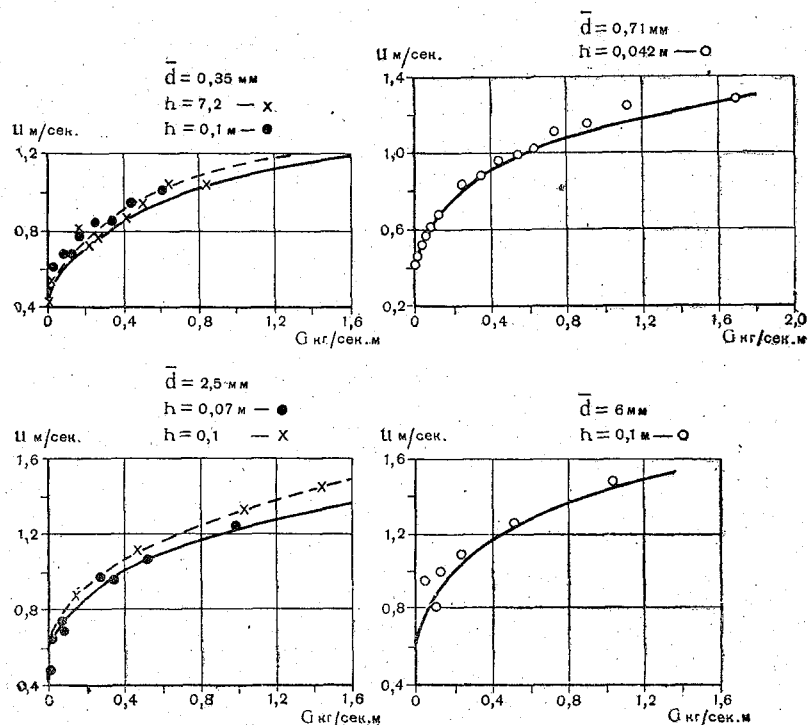 d̅ = 0,35 мм
h = 7,2 — x
h = 0,1 м — ●
u м/сек.
1,2
0,8
0,4
0 0,4 0,8 1,2 1,6
G кг/сек.м
d̅ = 0,71 мм
h = 0,042 м — ○
u м/сек.
1,4
1,0
0,6
0,2
0 0,4 0,8 1,2 1,6 2,0
G кг/сек.м
d̅ = 2,5 мм
h = 0,07 м — ●
h = 0,1 — x
u м/сек.
1,6
1,2
0,8
0,4
0 0,4 0,8 1,2 1,6
G кг/сек.м
d̅ = 6 мм
h = 0,1 м — ○
u м/сек.
1,6
1,2
0,8
0,4
0 0,4 0,8 1,2 1,6
G кг/сек.м